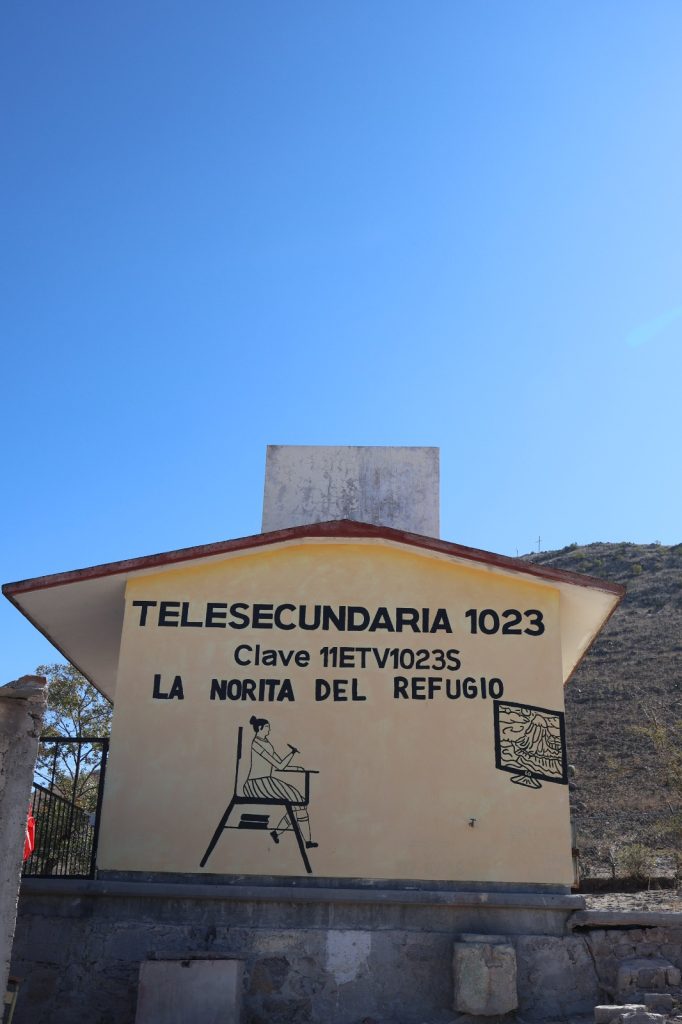 TELESECUNDARIA 1023
Clave 11ETV1023S
LA NORITA DEL REFUGIO